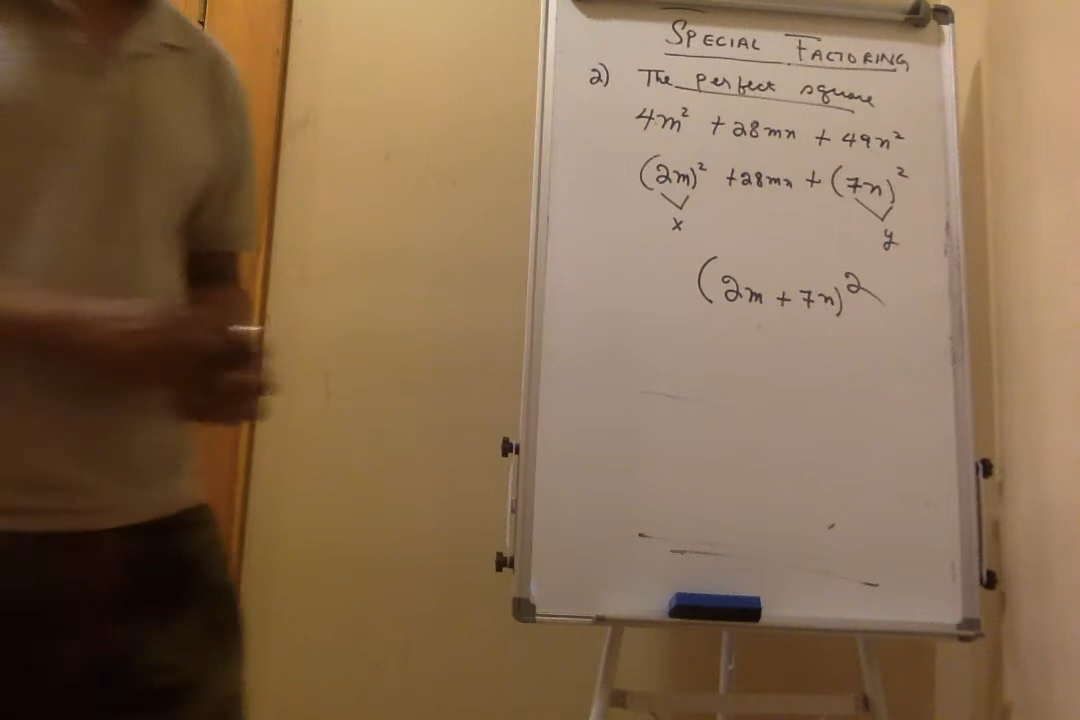 SPECIAL FACTORING
2) The perfect square
4m² + 28mn + 49n²
(2m)² + 28mn + (7n)²
x y
(2m + 7n)²